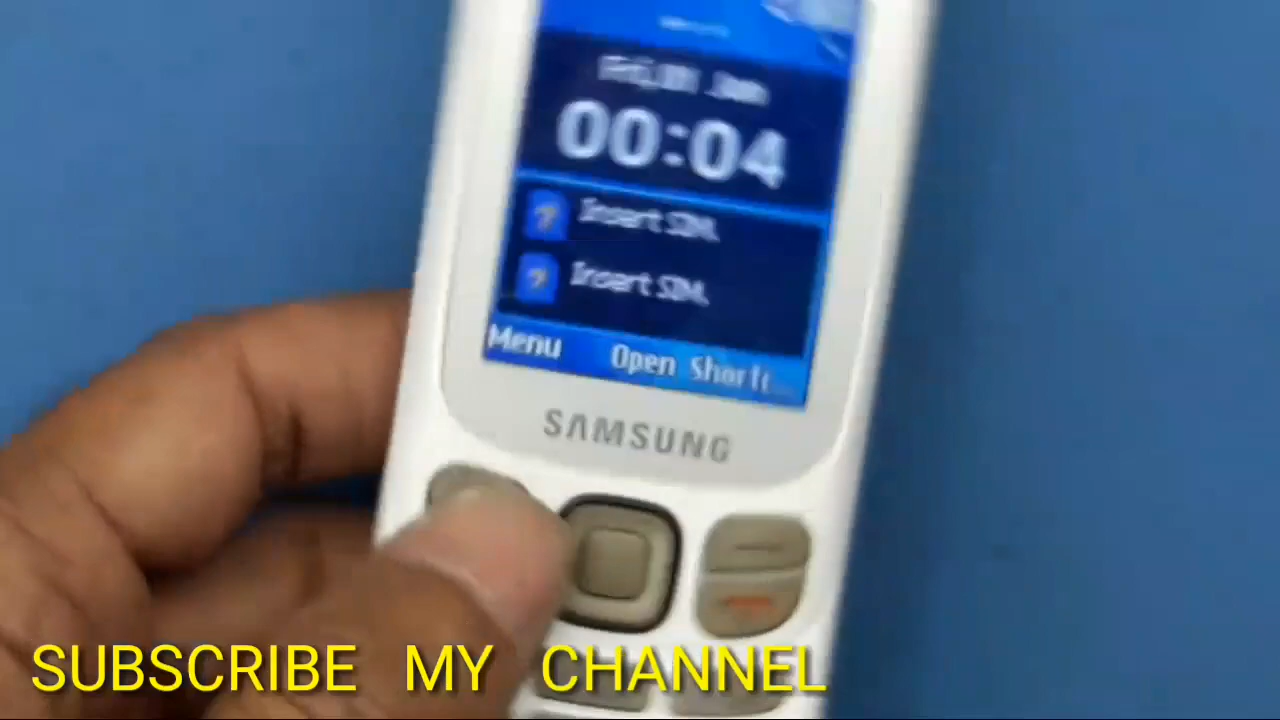 00:04
Insert SIM.
Insert SIM.
Menu Open Shortc...
SAMSUNG
SUBSCRIBE MY CHANNEL